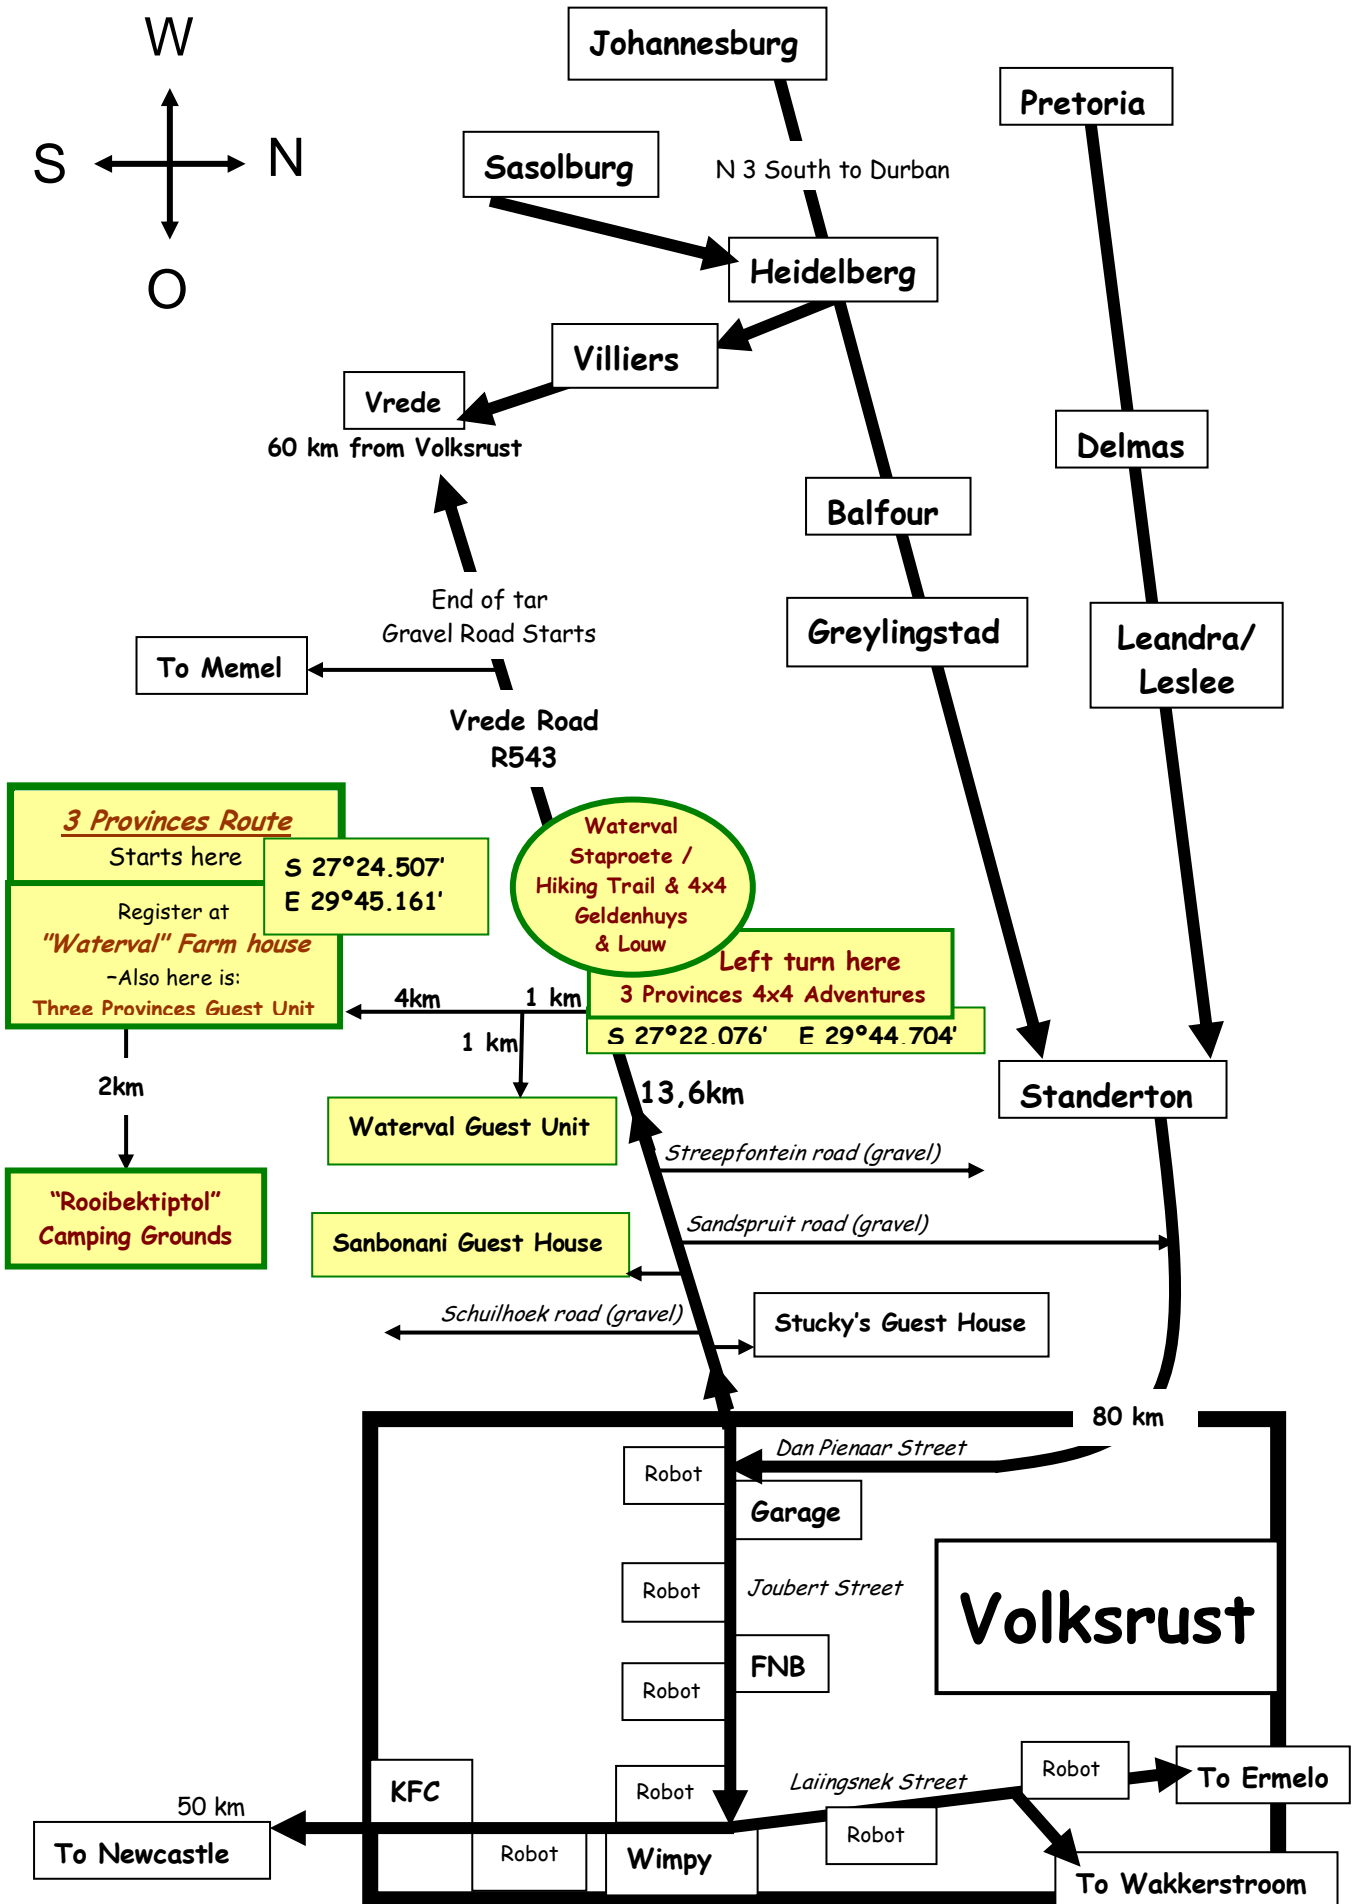 W
S
N
O
Johannesburg
Pretoria
Sasolburg
N 3 South to Durban
Heidelberg
Villiers
Vrede
60 km from Volksrust
Delmas
Balfour
End of tar
Gravel Road Starts
Greylingstad
Leandra/
Leslee
To Memel
Vrede Road
R543
3 Provinces Route
Starts here
S 27°24.507'
E 29°45.161'
Register at
"Waterval" Farm house
-Also here is:
Three Provinces Guest Unit
Waterval
Staproete /
Hiking Trail & 4x4
Geldenhuys
& Louw
Left turn here
3 Provinces 4x4 Adventures
S 27°22.076' E 29°44.704'
4km
1 km
1 km
2km
13,6km
Standerton
Waterval Guest Unit
Streepfontein road (gravel)
"Rooibektiptol"
Camping Grounds
Sanbonani Guest House
Sandspruit road (gravel)
Schuilhoek road (gravel)
Stucky's Guest House
80 km
Dan Pienaar Street
Robot
Garage
Robot
Joubert Street
Volksrust
FNB
Robot
KFC
Robot
Laiingsnek Street
Robot
To Ermelo
50 km
To Newcastle
Robot
Wimpy
Robot
To Wakkerstroom